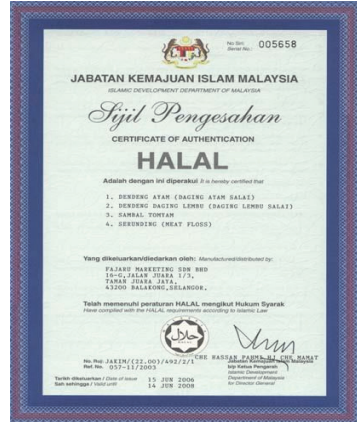 No Siri
Serial No. : 005658
JABATAN KEMAJUAN ISLAM MALAYSIA
ISLAMIC DEVELOPMENT DEPARTMENT OF MALAYSIA
Sijil Pengesahan
CERTIFICATE OF AUTHENTICATION
HALAL
Adalah dengan ini diperakui It is hereby certified that
1. DENDENG AYAM (DAGING AYAM SALAI)
2. DENDENG DAGING LEMBU (DAGING LEMBU SALAI)
3. SAMBAL TOMYAM
4. SERUNDING (MEAT FLOSS)
Yang dikeluarkan/diedarkan oleh: Manufactured/distributed by:
FAJARU MARKETING SDN BHD
16-G, JALAN JUARA 1/3,
TAMAN JUARA JAYA,
43200 BALAKONG, SELANGOR.
Telah memenuhi peraturan HALAL mengikut Hukum Syarak
Have complied with the HALAL requirements according to Islamic Law
حلال
No. Ruj. JAKIM/(22.00)/492/2/1
Ref. No. 057-11/2003
CHE HASSAN PAHMI HJ CHE MAMAT
Jabatan Kemajuan Islam Malaysia
b/p Ketua Pengarah
Islamic Development
Department of Malaysia
for Director General
Tarikh dikeluarkan / Date of issue 15 JUN 2006
Sah sehingga / Valid until 14 JUN 2008